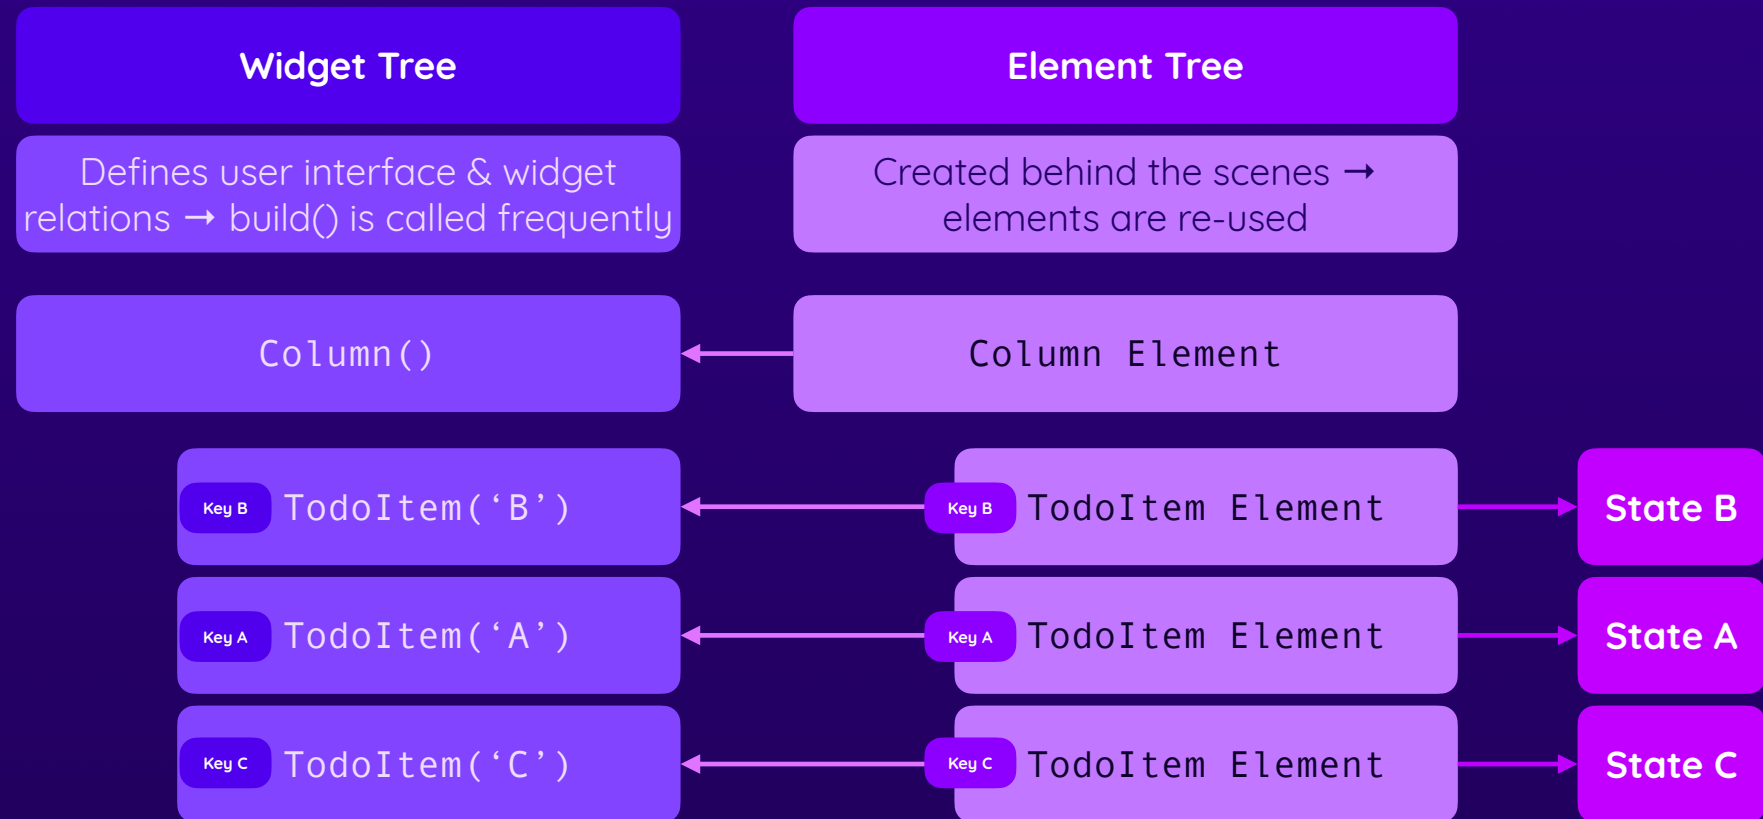 Widget Tree
Element Tree
Defines user interface & widget
relations → build() is called frequently
Created behind the scenes →
elements are re-used
Column()
Column Element
Key B
TodoItem(‘B’)
Key B
TodoItem Element
State B
Key A
TodoItem(‘A’)
Key A
TodoItem Element
State A
Key C
TodoItem(‘C’)
Key C
TodoItem Element
State C